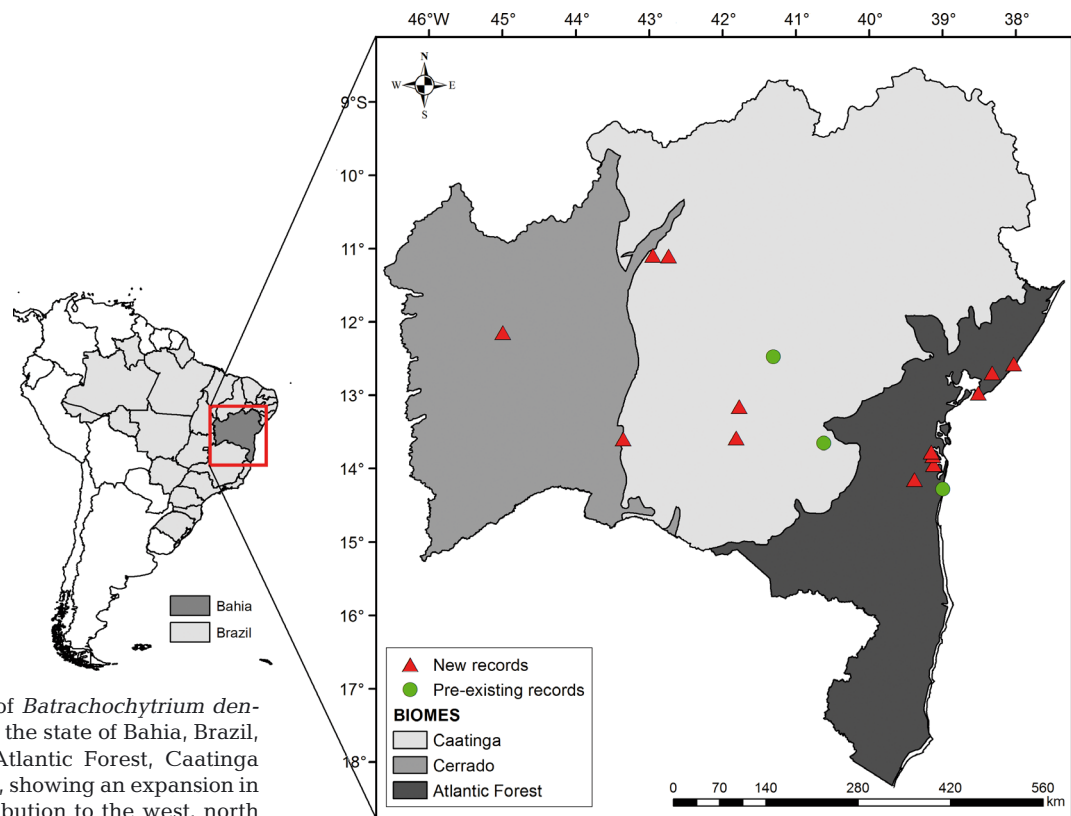 46°W 45° 44° 43° 42° 41° 40° 39° 38°
N
W E
S
9°S
10°
11°
12°
13°
14°
15°
16°
17°
18°
Bahia
Brazil
New records
Pre-existing records
BIOMES
Caatinga
Cerrado
Atlantic Forest
0 70 140 280 420 560
km
of Batrachochytrium den-
the state of Bahia, Brazil,
Atlantic Forest, Caatinga
, showing an expansion in
bution to the west, north